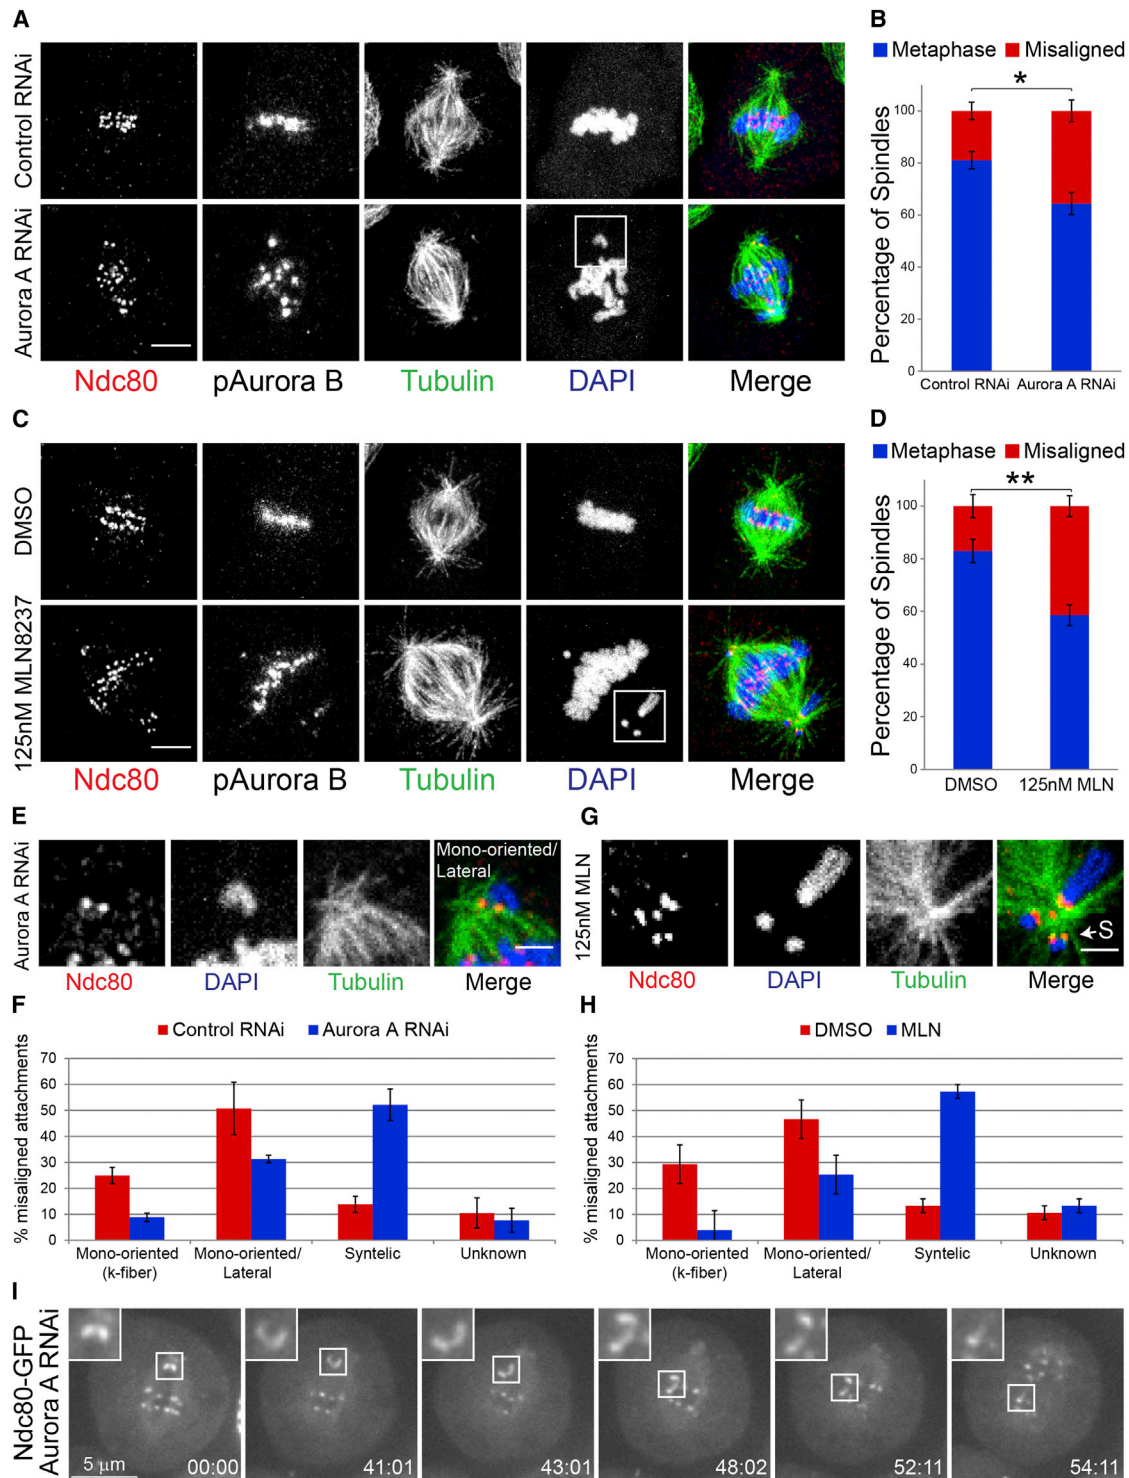 A
Control RNAi
Aurora A RNAi
Ndc80
pAurora B
Tubulin
DAPI
Merge
B
Metaphase Misaligned
*
Percentage of Spindles
100
80
60
40
20
0
Control RNAi Aurora A RNAi
C
DMSO
125nM MLN8237
Ndc80
pAurora B
Tubulin
DAPI
Merge
D
Metaphase Misaligned
**
Percentage of Spindles
100
80
60
40
20
0
DMSO 125nM MLN
E
Aurora A RNAi
Mono-oriented/
Lateral
Ndc80
DAPI
Tubulin
Merge
G
125nM MLN
S
Ndc80
DAPI
Tubulin
Merge
F
Control RNAi Aurora A RNAi
% misaligned attachments
70
60
50
40
30
20
10
0
Mono-oriented
(k-fiber)
Mono-oriented/
Lateral
Syntelic
Unknown
H
DMSO MLN
% misaligned attachments
70
60
50
40
30
20
10
0
Mono-oriented
(k-fiber)
Mono-oriented/
Lateral
Syntelic
Unknown
I
Ndc80-GFP
Aurora A RNAi
5 μm
00:00
41:01
43:01
48:02
52:11
54:11